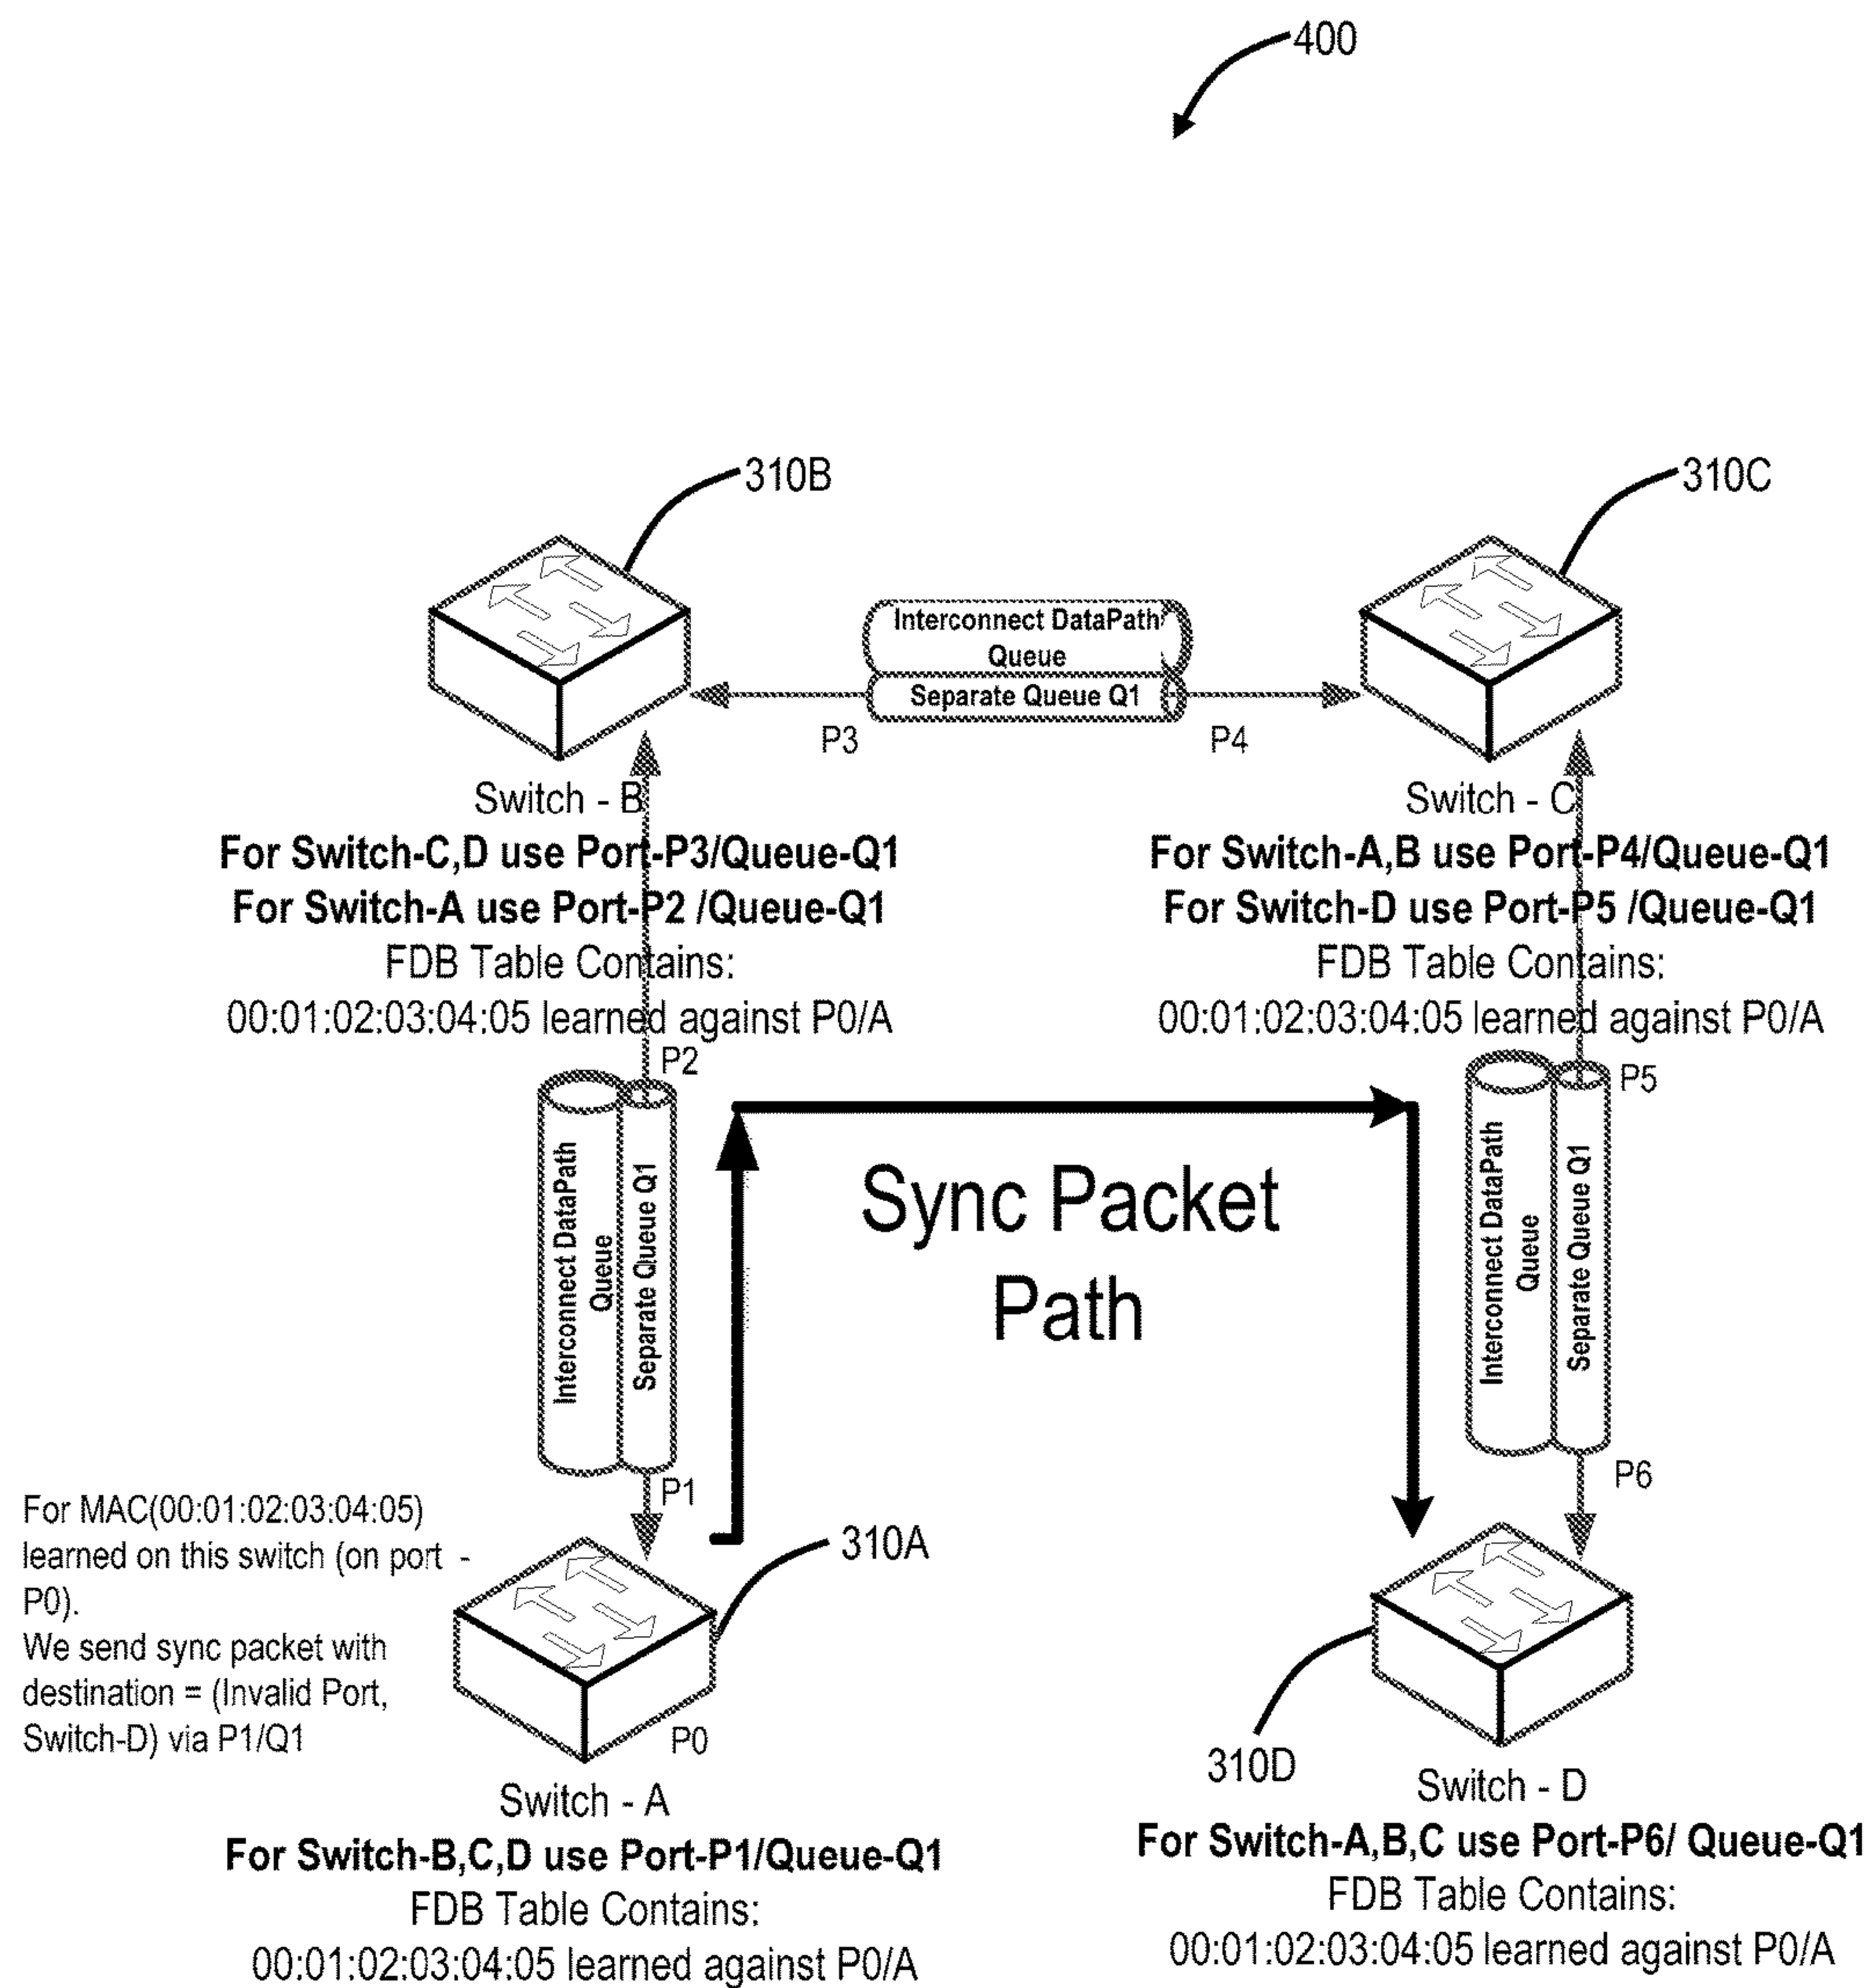 400
310B
310C
Interconnect DataPath
Queue
Separate Queue Q1
P3
P4
Switch - B
For Switch-C,D use Port-P3/Queue-Q1
For Switch-A use Port-P2 /Queue-Q1
FDB Table Contains:
00:01:02:03:04:05 learned against P0/A
Switch - C
For Switch-A,B use Port-P4/Queue-Q1
For Switch-D use Port-P5 /Queue-Q1
FDB Table Contains:
00:01:02:03:04:05 learned against P0/A
P2
Interconnect DataPath
Queue
Separate Queue Q1
P1
Sync Packet
Path
P5
Interconnect DataPath
Queue
Separate Queue Q1
P6
For MAC(00:01:02:03:04:05)
learned on this switch (on port -
P0).
We send sync packet with
destination = (Invalid Port,
Switch-D) via P1/Q1
310A
P0
Switch - A
For Switch-B,C,D use Port-P1/Queue-Q1
FDB Table Contains:
00:01:02:03:04:05 learned against P0/A
310D
Switch - D
For Switch-A,B,C use Port-P6/ Queue-Q1
FDB Table Contains:
00:01:02:03:04:05 learned against P0/A